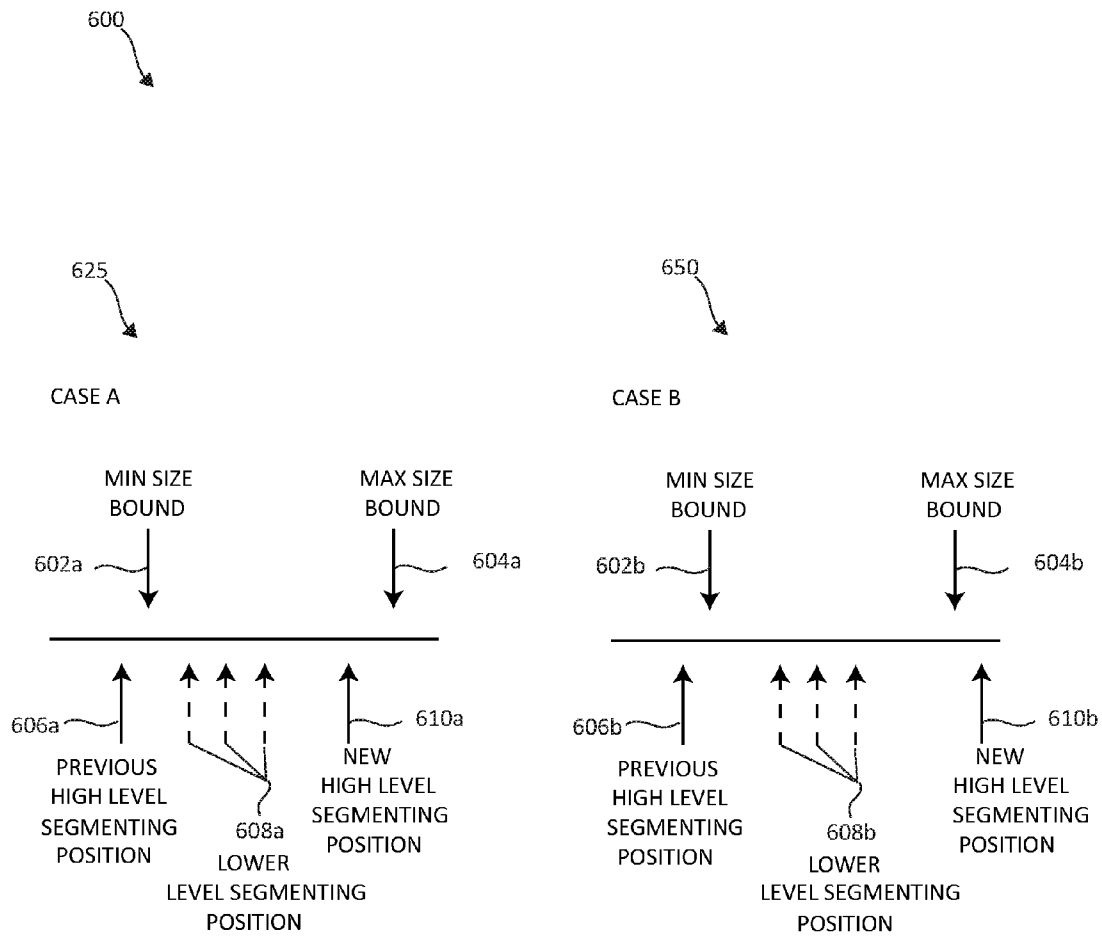 600
625
650
CASE A
CASE B
MIN SIZE
BOUND
MAX SIZE
BOUND
MIN SIZE
BOUND
MAX SIZE
BOUND
602a
604a
602b
604b
606a
610a
606b
610b
PREVIOUS
HIGH LEVEL
SEGMENTING
POSITION
NEW
HIGH LEVEL
SEGMENTING
POSITION
608a
LOWER
LEVEL SEGMENTING
POSITION
PREVIOUS
HIGH LEVEL
SEGMENTING
POSITION
NEW
HIGH LEVEL
SEGMENTING
POSITION
608b
LOWER
LEVEL SEGMENTING
POSITION